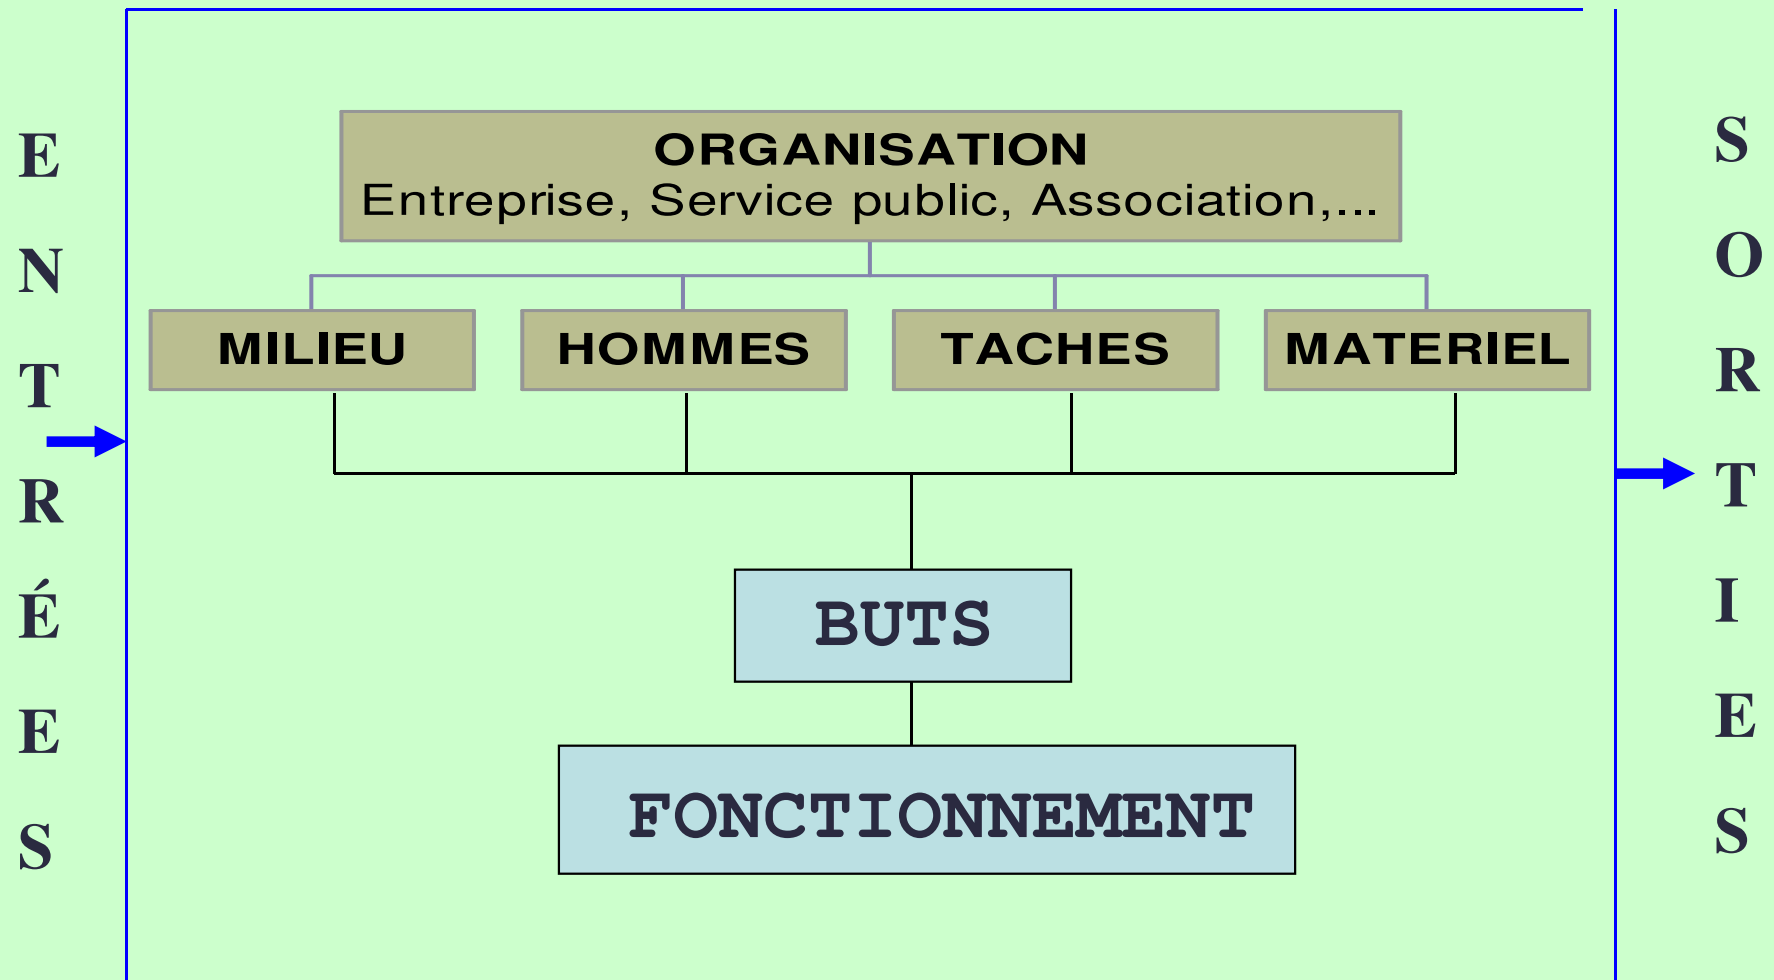 ENTRÉES
ORGANISATION
Entreprise, Service public, Association,...
MILIEU
HOMMES
TACHES
MATERIEL
BUTS
FONCTIONNEMENT
SORTIES